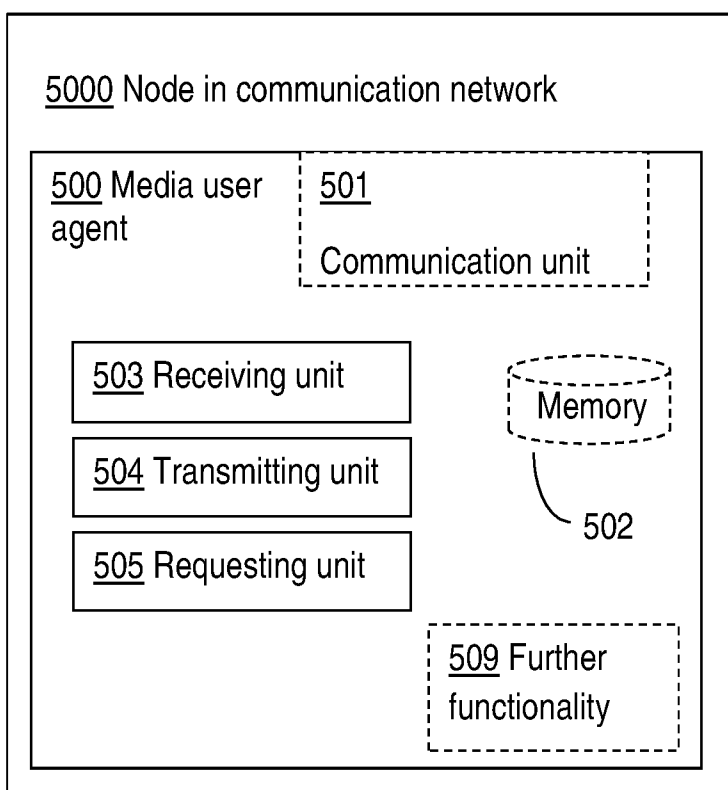 5000 Node in communication network
500 Media user
agent
501
Communication unit
503 Receiving unit
Memory
504 Transmitting unit
502
505 Requesting unit
509 Further
functionality